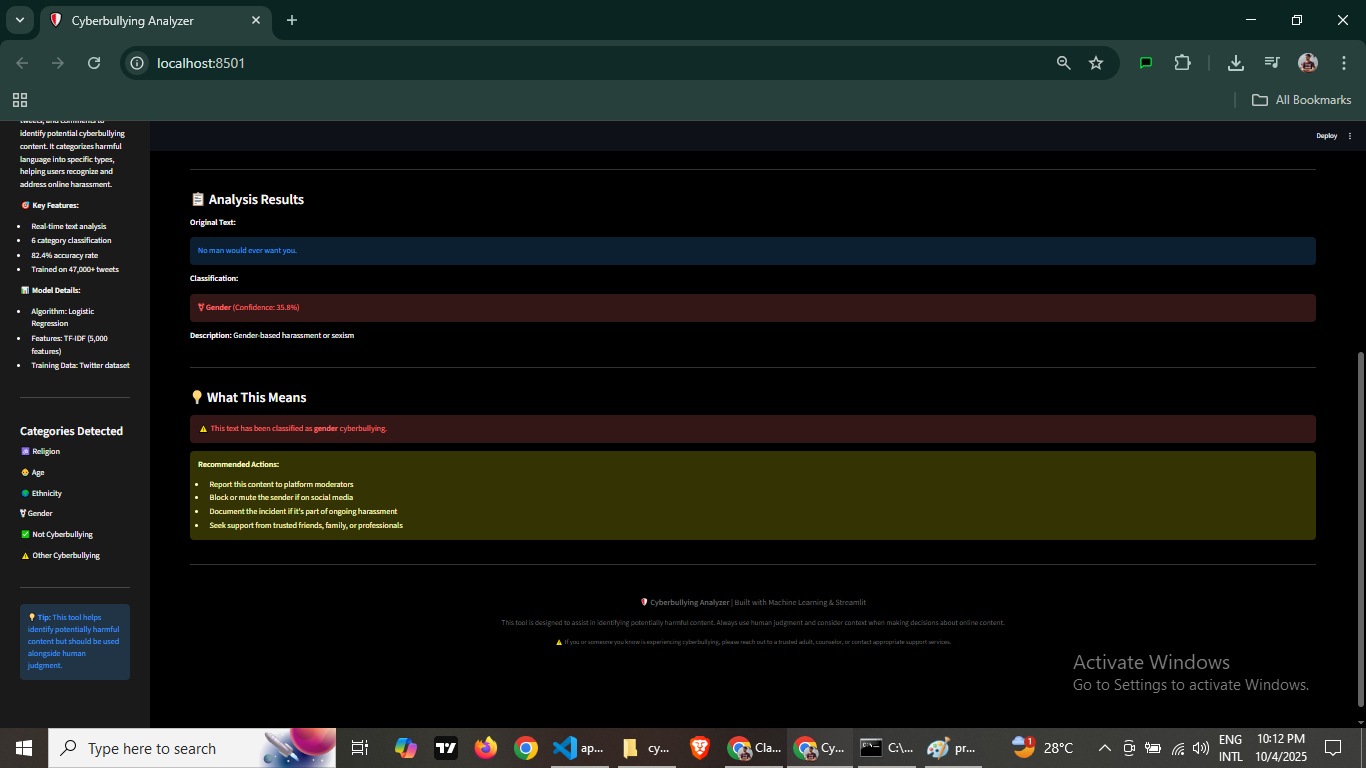 Cyberbullying Analyzer
localhost:8501
All Bookmarks
tweets, and comments to
identify potential cyberbullying
content. It categorizes harmful
language into specific types,
helping users recognize and
address online harassment.
🎯 Key Features:
Real-time text analysis
6 category classification
82.4% accuracy rate
Trained on 47,000+ tweets
📊 Model Details:
Algorithm: Logistic
Regression
Features: TF-IDF (5,000
features)
Training Data: Twitter dataset
Categories Detected
Religion
Age
Ethnicity
Gender
Not Cyberbullying
Other Cyberbullying
💡 Tip: This tool helps
identify potentially harmful
content but should be used
alongside human
judgment.
Deploy
📋 Analysis Results
Original Text:
No man would ever want you.
Classification:
Gender (Confidence: 35.8%)
Description: Gender-based harassment or sexism
💡 What This Means
⚠️ This text has been classified as gender cyberbullying.
Recommended Actions:
Report this content to platform moderators
Block or mute the sender if on social media
Document the incident if it's part of ongoing harassment
Seek support from trusted friends, family, or professionals
Cyberbullying Analyzer | Built with Machine Learning & Streamlit
This tool is designed to assist in identifying potentially harmful content. Always use human judgment and consider context when making decisions about online content.
⚠️ If you or someone you know is experiencing cyberbullying, please reach out to a trusted adult, counselor, or contact appropriate support services.
Activate Windows
Go to Settings to activate Windows.
Type here to search
ap...
cy...
Cla...
Cy...
C:\...
pr...
1
28°C
ENG
INTL
10:12 PM
10/4/2025